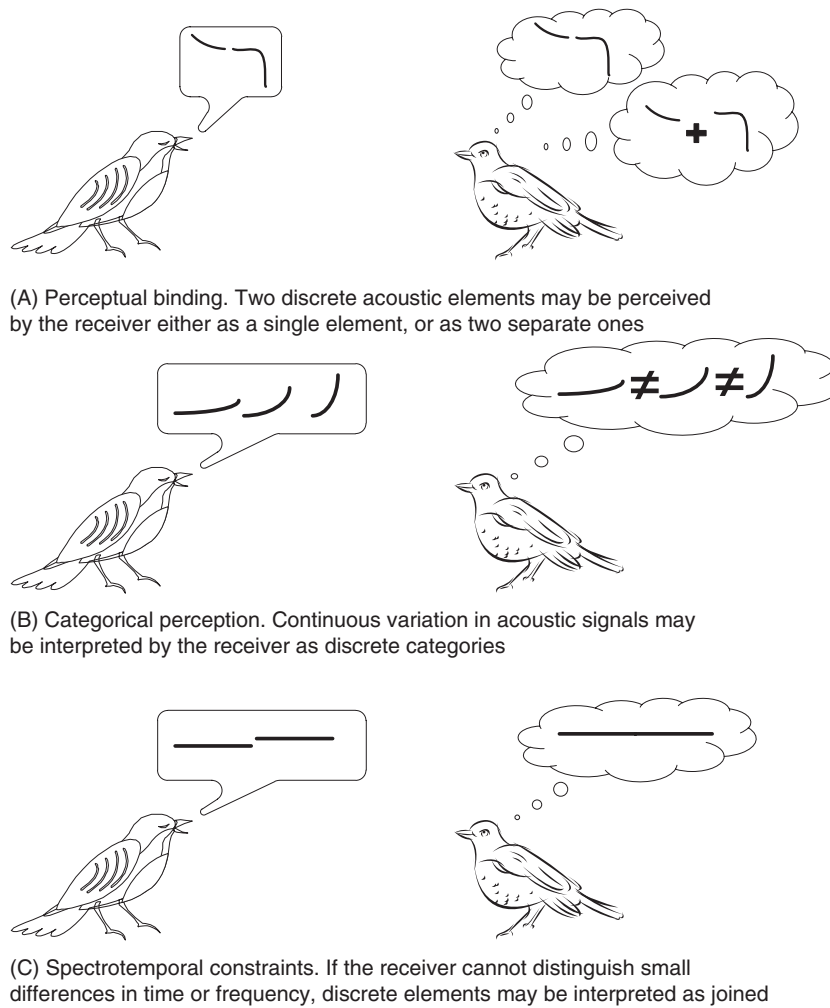 (A) Perceptual binding. Two discrete acoustic elements may be perceived
by the receiver either as a single element, or as two separate ones
(B) Categorical perception. Continuous variation in acoustic signals may
be interpreted by the receiver as discrete categories
(C) Spectrotemporal constraints. If the receiver cannot distinguish small
differences in time or frequency, discrete elements may be interpreted as joined